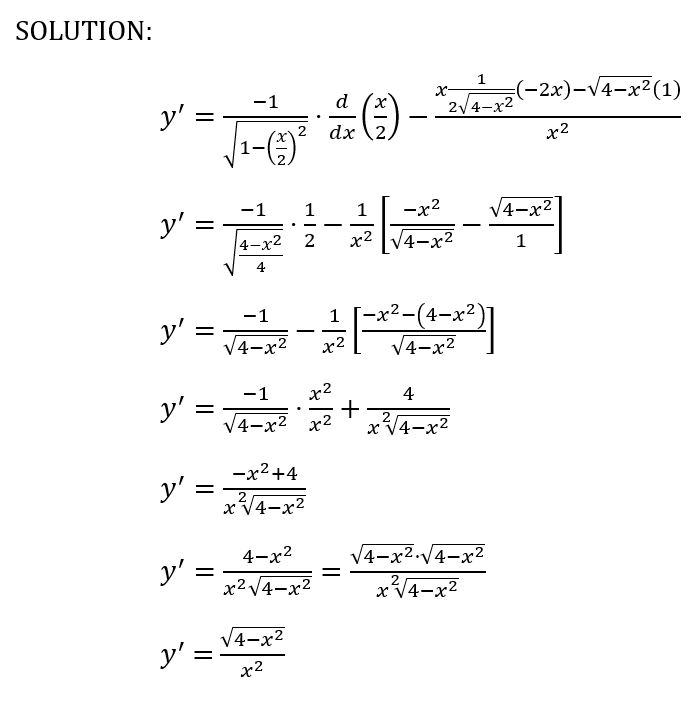 SOLUTION:
y′ = \frac{-1}{\sqrt{1-\left(\frac{x}{2}\right)^2}} · \frac{d}{dx}\left(\frac{x}{2}\right) − \frac{x\frac{1}{2\sqrt{4-x^2}}(-2x)-\sqrt{4-x^2}(1)}{x^2}
y′ = \frac{-1}{\sqrt{\frac{4-x^2}{4}}} · \frac{1}{2} − \frac{1}{x^2}\left[\frac{-x^2}{\sqrt{4-x^2}} − \frac{\sqrt{4-x^2}}{1}\right]
y′ = \frac{-1}{\sqrt{4-x^2}} − \frac{1}{x^2}\left[\frac{-x^2-(4-x^2)}{\sqrt{4-x^2}}\right]
y′ = \frac{-1}{\sqrt{4-x^2}} · \frac{x^2}{x^2} + \frac{4}{x\sqrt[2]{4-x^2}}
y′ = \frac{-x^2+4}{x\sqrt[2]{4-x^2}}
y′ = \frac{4-x^2}{x^2\sqrt{4-x^2}} = \frac{\sqrt{4-x^2}·\sqrt{4-x^2}}{x\sqrt[2]{4-x^2}}
y′ = \frac{\sqrt{4-x^2}}{x^2}